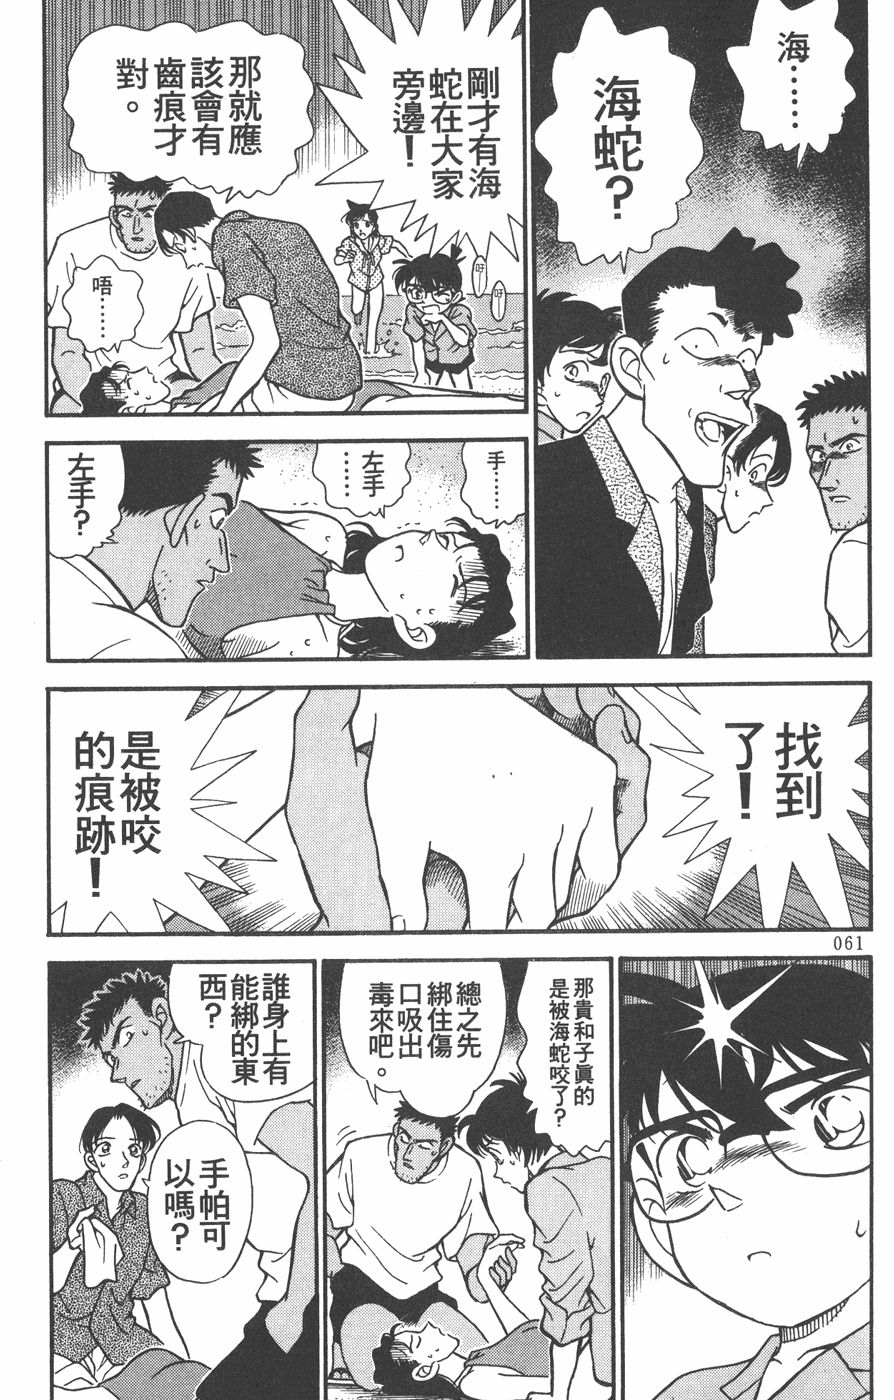 海……
海蛇？
剛才有海
蛇在大家
旁邊！
呼
呼
那就應
該會有
齒痕才
對。
唔……
手…
…左手…
左手？
找到
了！
是被咬
的痕跡！
061
那貴和子真的
是被海蛇咬了？
總之先
綁住傷
口吸出
毒來吧。
誰身上有
能綁的東
西？
手帕可
以嗎？